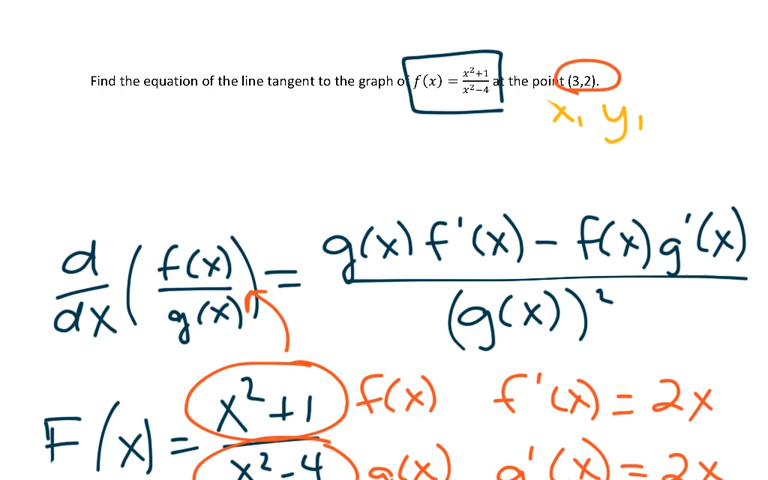 Find the equation of the line tangent to the graph of f(x) = x²+1/x²−4 at the point (3,2).
x₁ y₁
d/dx (f(x)/g(x)) = g(x)f'(x) − f(x)g'(x)/(g(x))²
F(x) = x²+1 f(x) f'(x) = 2x
x²−4 g(x) g'(x) = 2x